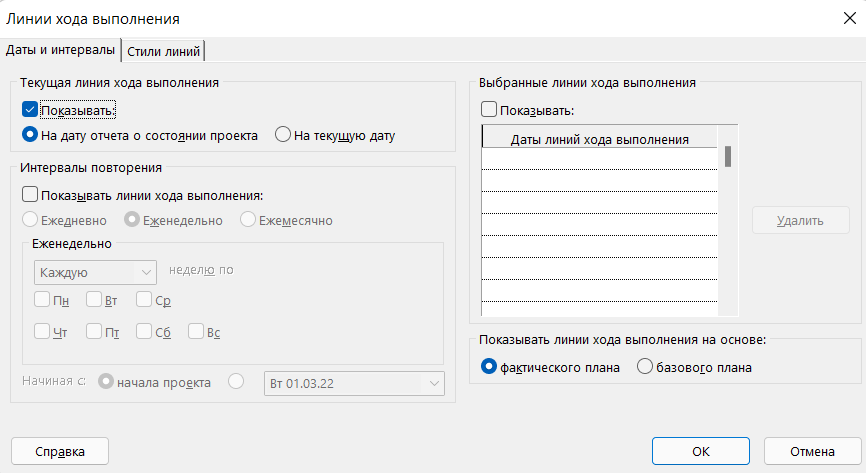 Линии хода выполнения
Даты и интервалы
Стили линий
Текущая линия хода выполнения
Показывать:
На дату отчета о состоянии проекта
На текущую дату
Интервалы повторения
Показывать линии хода выполнения:
Ежедневно
Еженедельно
Ежемесячно
Еженедельно
Каждую
неделю по
Пн
Вт
Ср
Чт
Пт
Сб
Вс
Начиная с:
начала проекта
Вт 01.03.22
Выбранные линии хода выполнения
Показывать:
Даты линий хода выполнения
Удалить
Показывать линии хода выполнения на основе:
фактического плана
базового плана
Справка
ОК
Отмена